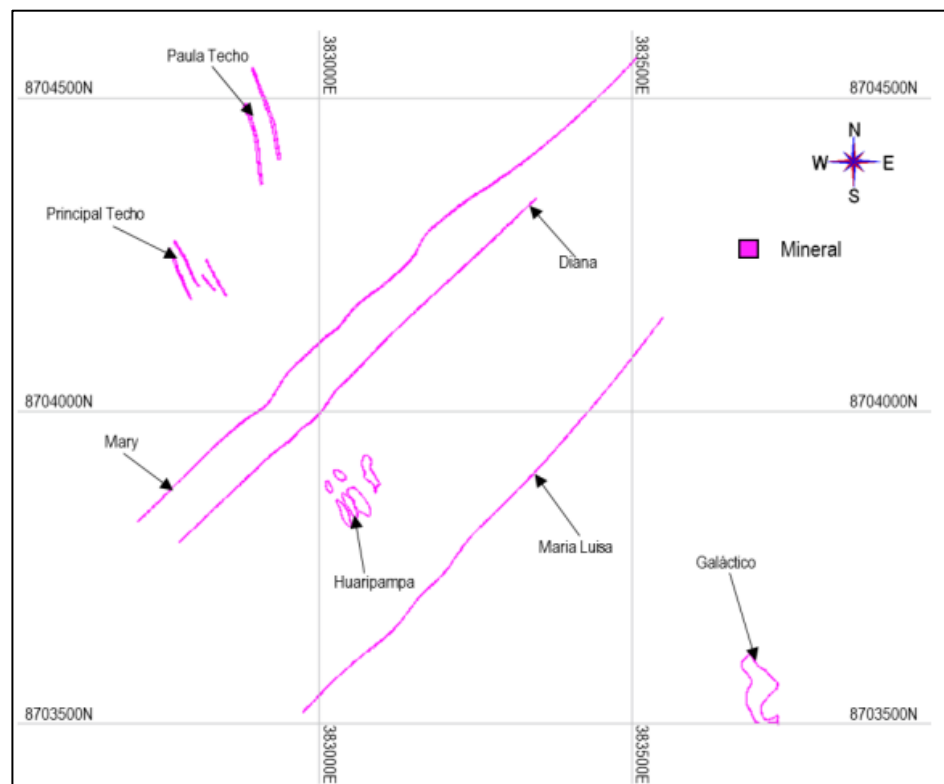 383000E
383500E
Paula Techo
8704500N
8704500N
N
W
E
S
Principal Techo
Diana
Mineral
8704000N
8704000N
Mary
Maria Luisa
Huaripampa
Galáctico
8703500N
8703500N
383000E
383500E